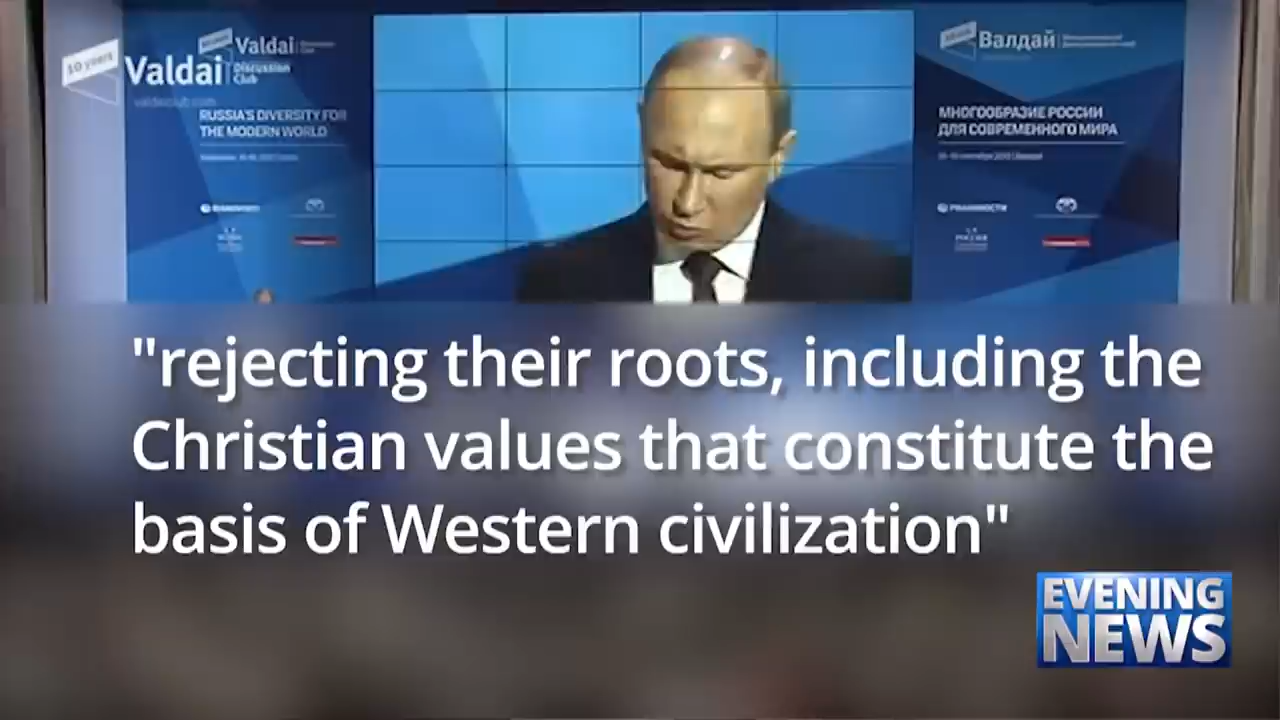 10 years
Valdai
valdaiclub.com
Valdai
Discussion
Club
RUSSIA'S DIVERSITY FOR
THE MODERN WORLD
Валдай
МНОГООБРАЗИЕ РОССИИ
ДЛЯ СОВРЕМЕННОГО МИРА
РИАНОВОСТИ
"rejecting their roots, including the
Christian values that constitute the
basis of Western civilization"
EVENING
NEWS